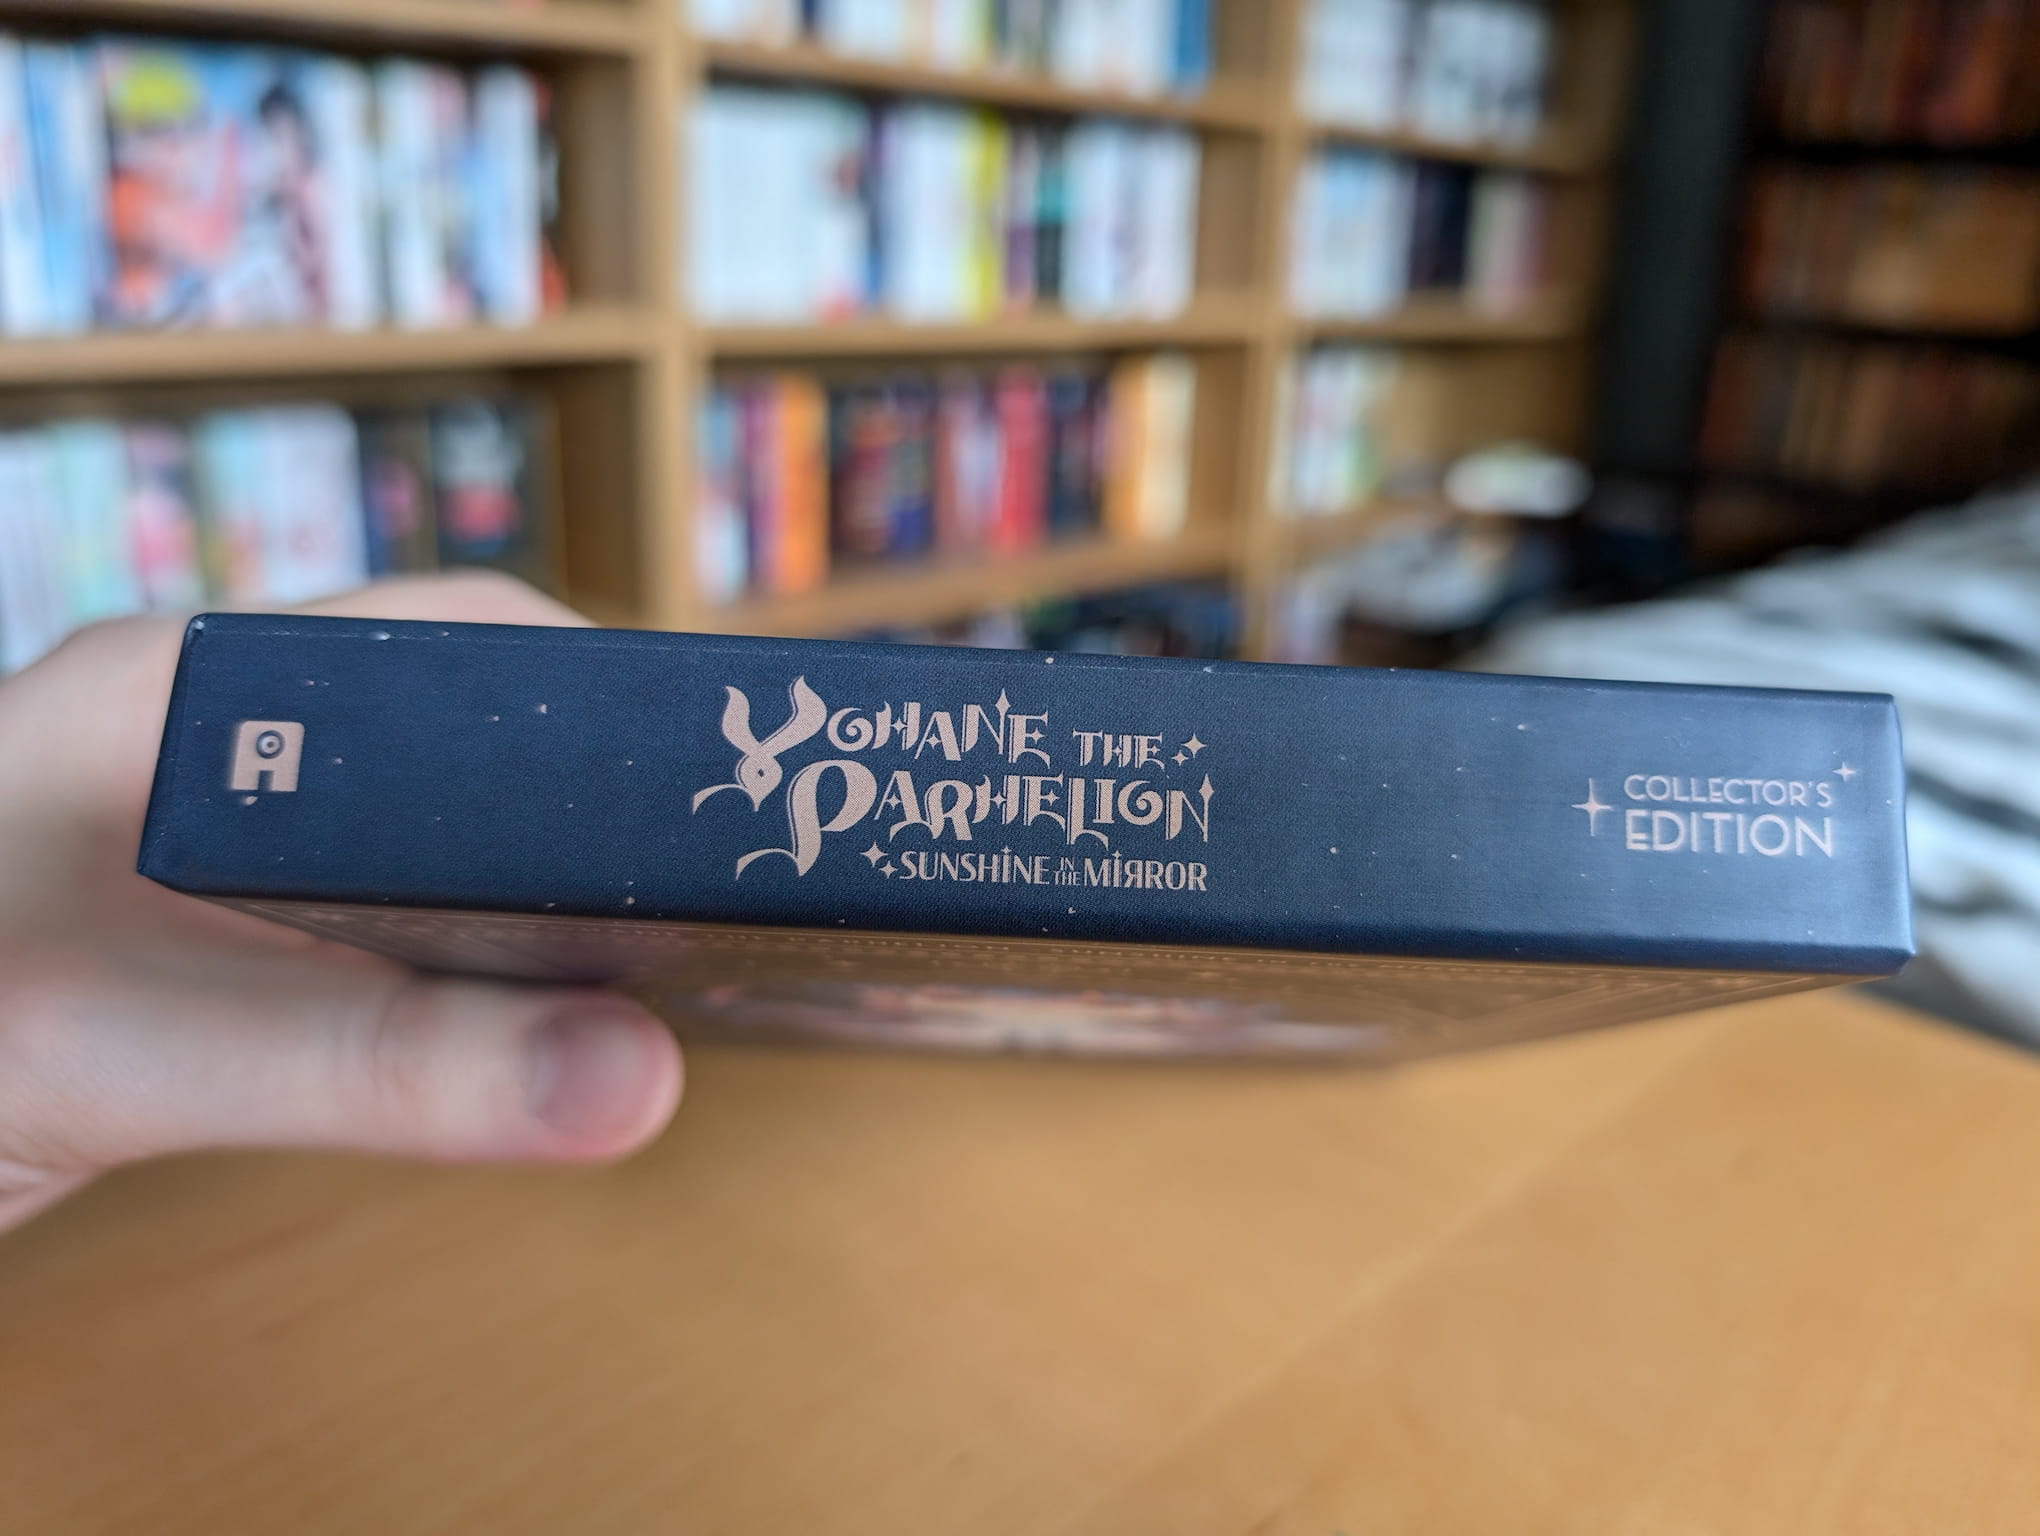 YOHANE THE
PARHELION
SUNSHINE IN THE MIRROR
COLLECTOR'S
EDITION